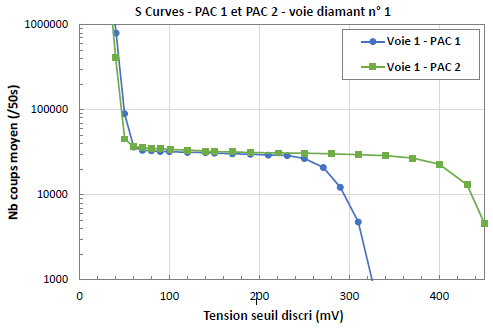 S Curves - PAC 1 et PAC 2 - voie diamant n° 1
Nb coups moyen (/50s)
1000000
100000
10000
1000
Voie 1 - PAC 1
Voie 1 - PAC 2
0 100 200 300 400
Tension seuil discri (mV)